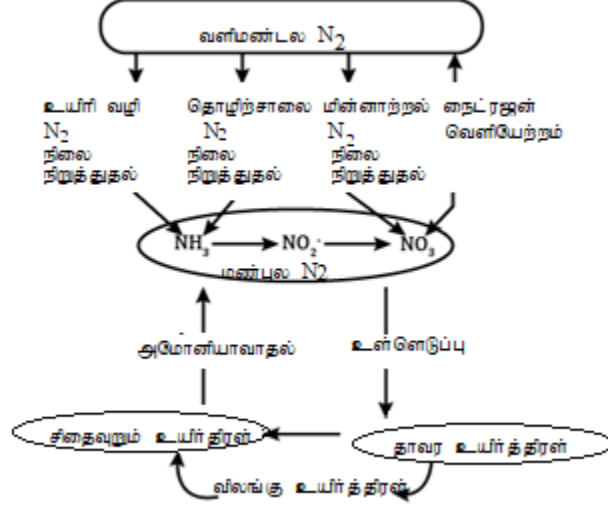 வளிமண்டல N2
உயிரி வழி
N2
நிலை
நிறுத்துதல்
தொழிற்சாலை
N2
நிலை
நிறுத்துதல்
மின்னாற்றல்
N2
நிலை
நிறுத்துதல்
நைட்ரஜன்
வெளியேற்றம்
NH3 NO2- NO3
மண்புல N2
அமோனியாவாதல்
உள்ளெடுப்பு
சிதைவுறும் உயிர்திரள்
தாவர உயிர்த்திரள்
விலங்கு உயிர்த்திரள்